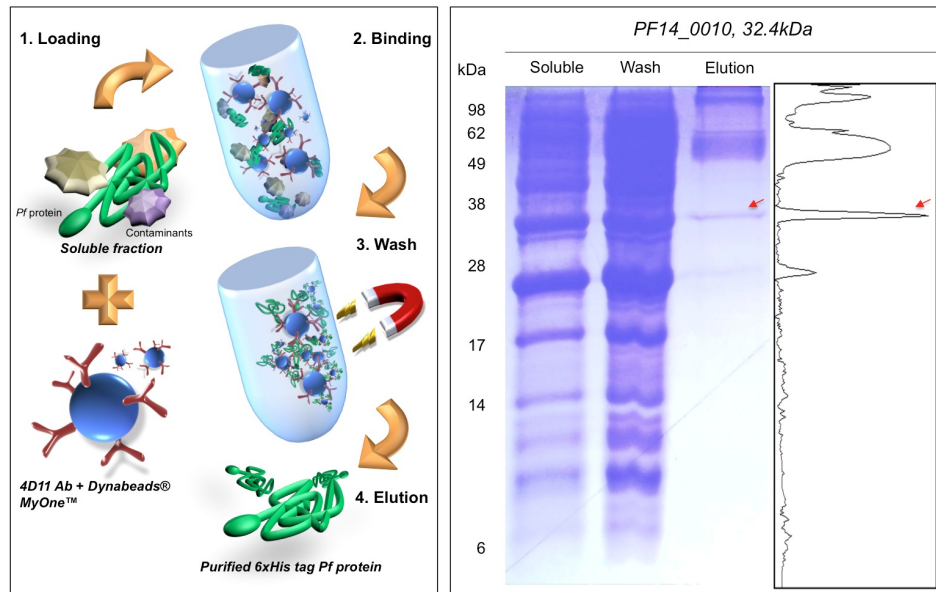 1. Loading
2. Binding
Pf protein
Contaminants
Soluble fraction
3. Wash
4D11 Ab + Dynabeads®
MyOne™
4. Elution
Purified 6xHis tag Pf protein
PF14_0010, 32.4kDa
kDa
Soluble
Wash
Elution
98
62
49
38
28
17
14
6